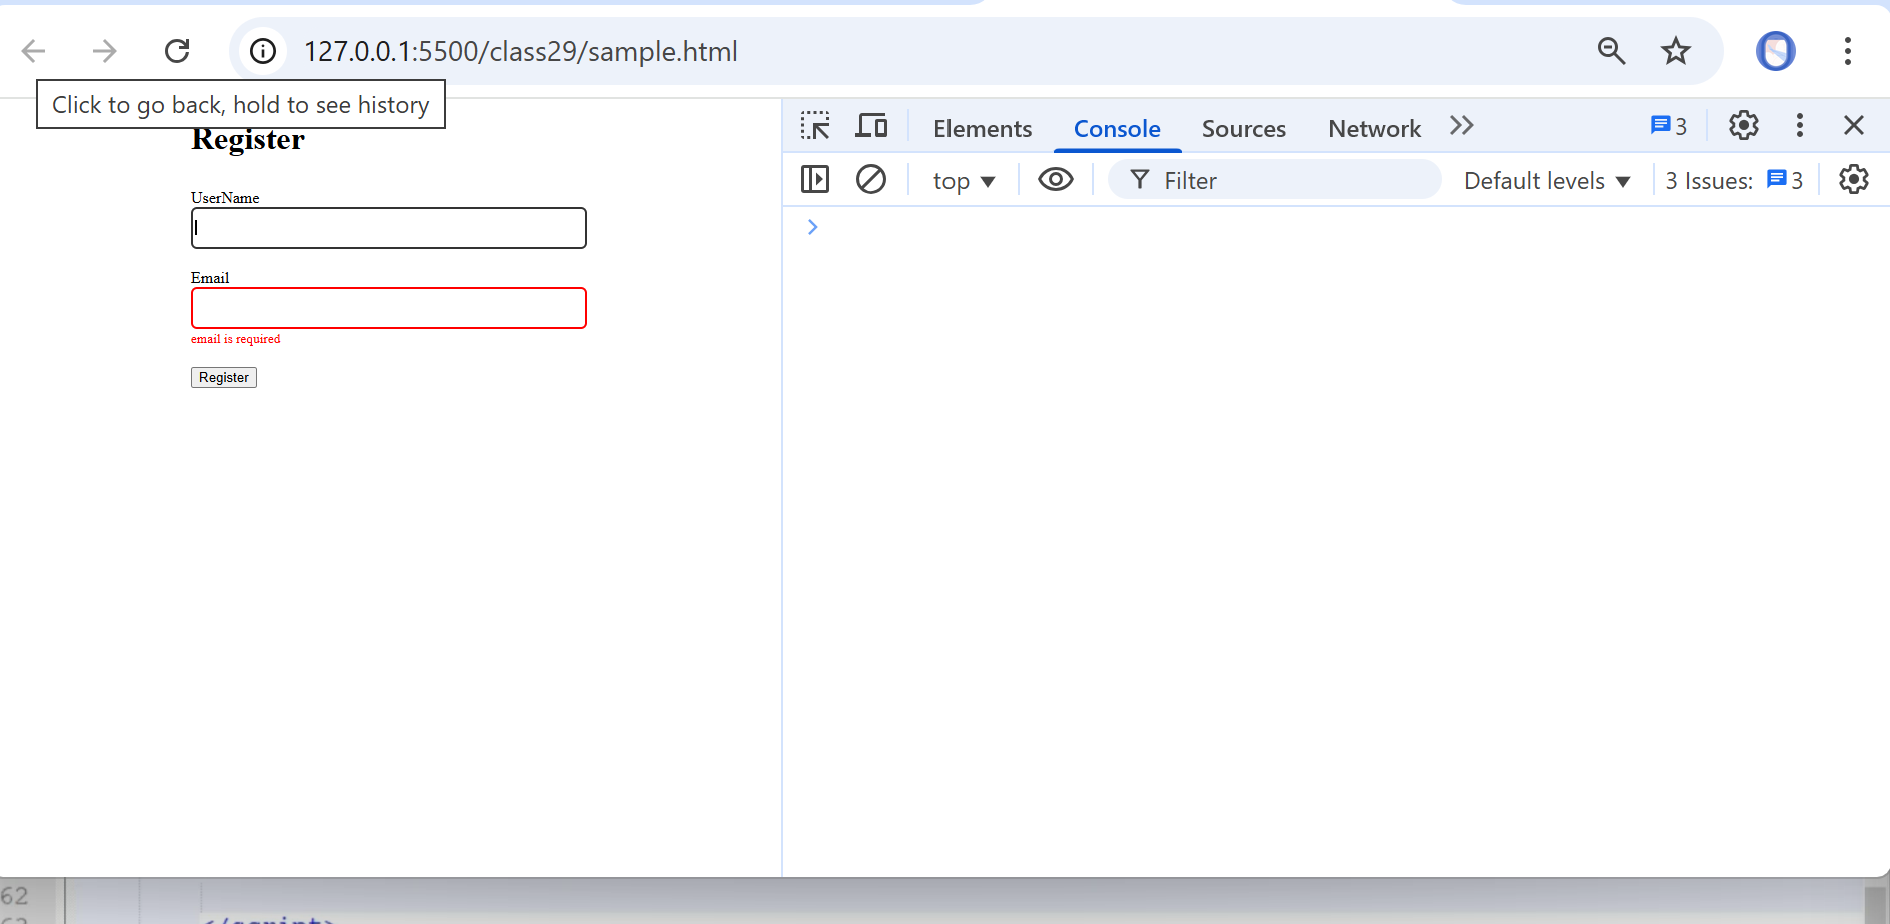 127.0.0.1:5500/class29/sample.html
Click to go back, hold to see history
Register
UserName
Email
email is required
Register
Elements Console Sources Network 3
top Filter Default levels 3 Issues: 3
62